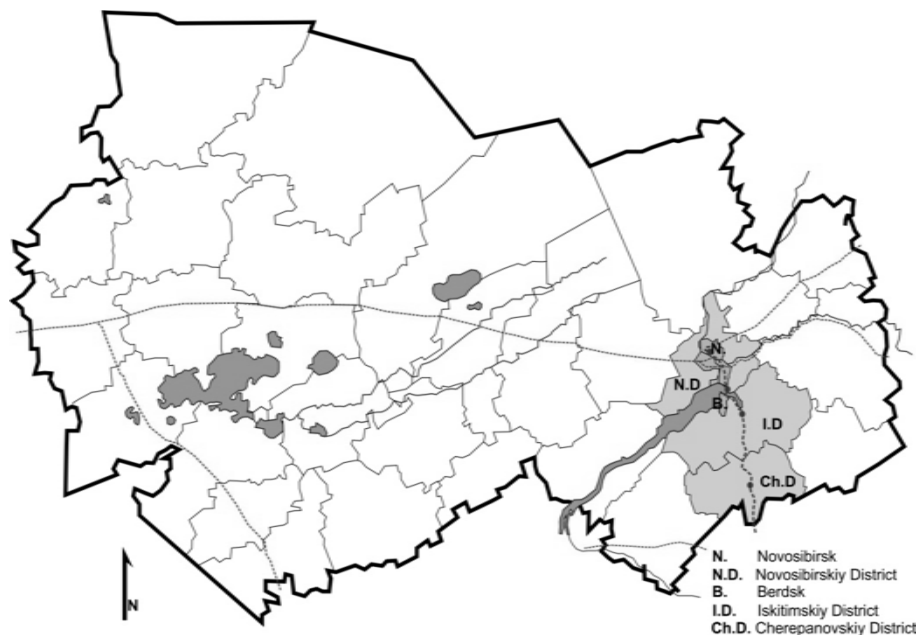 N.
N.D
B.
I.D
Ch.D
N
N. Novosibirsk
N.D. Novosibirskiy District
B. Berdsk
I.D. Iskitimskiy District
Ch.D. Cherepanovskiy District